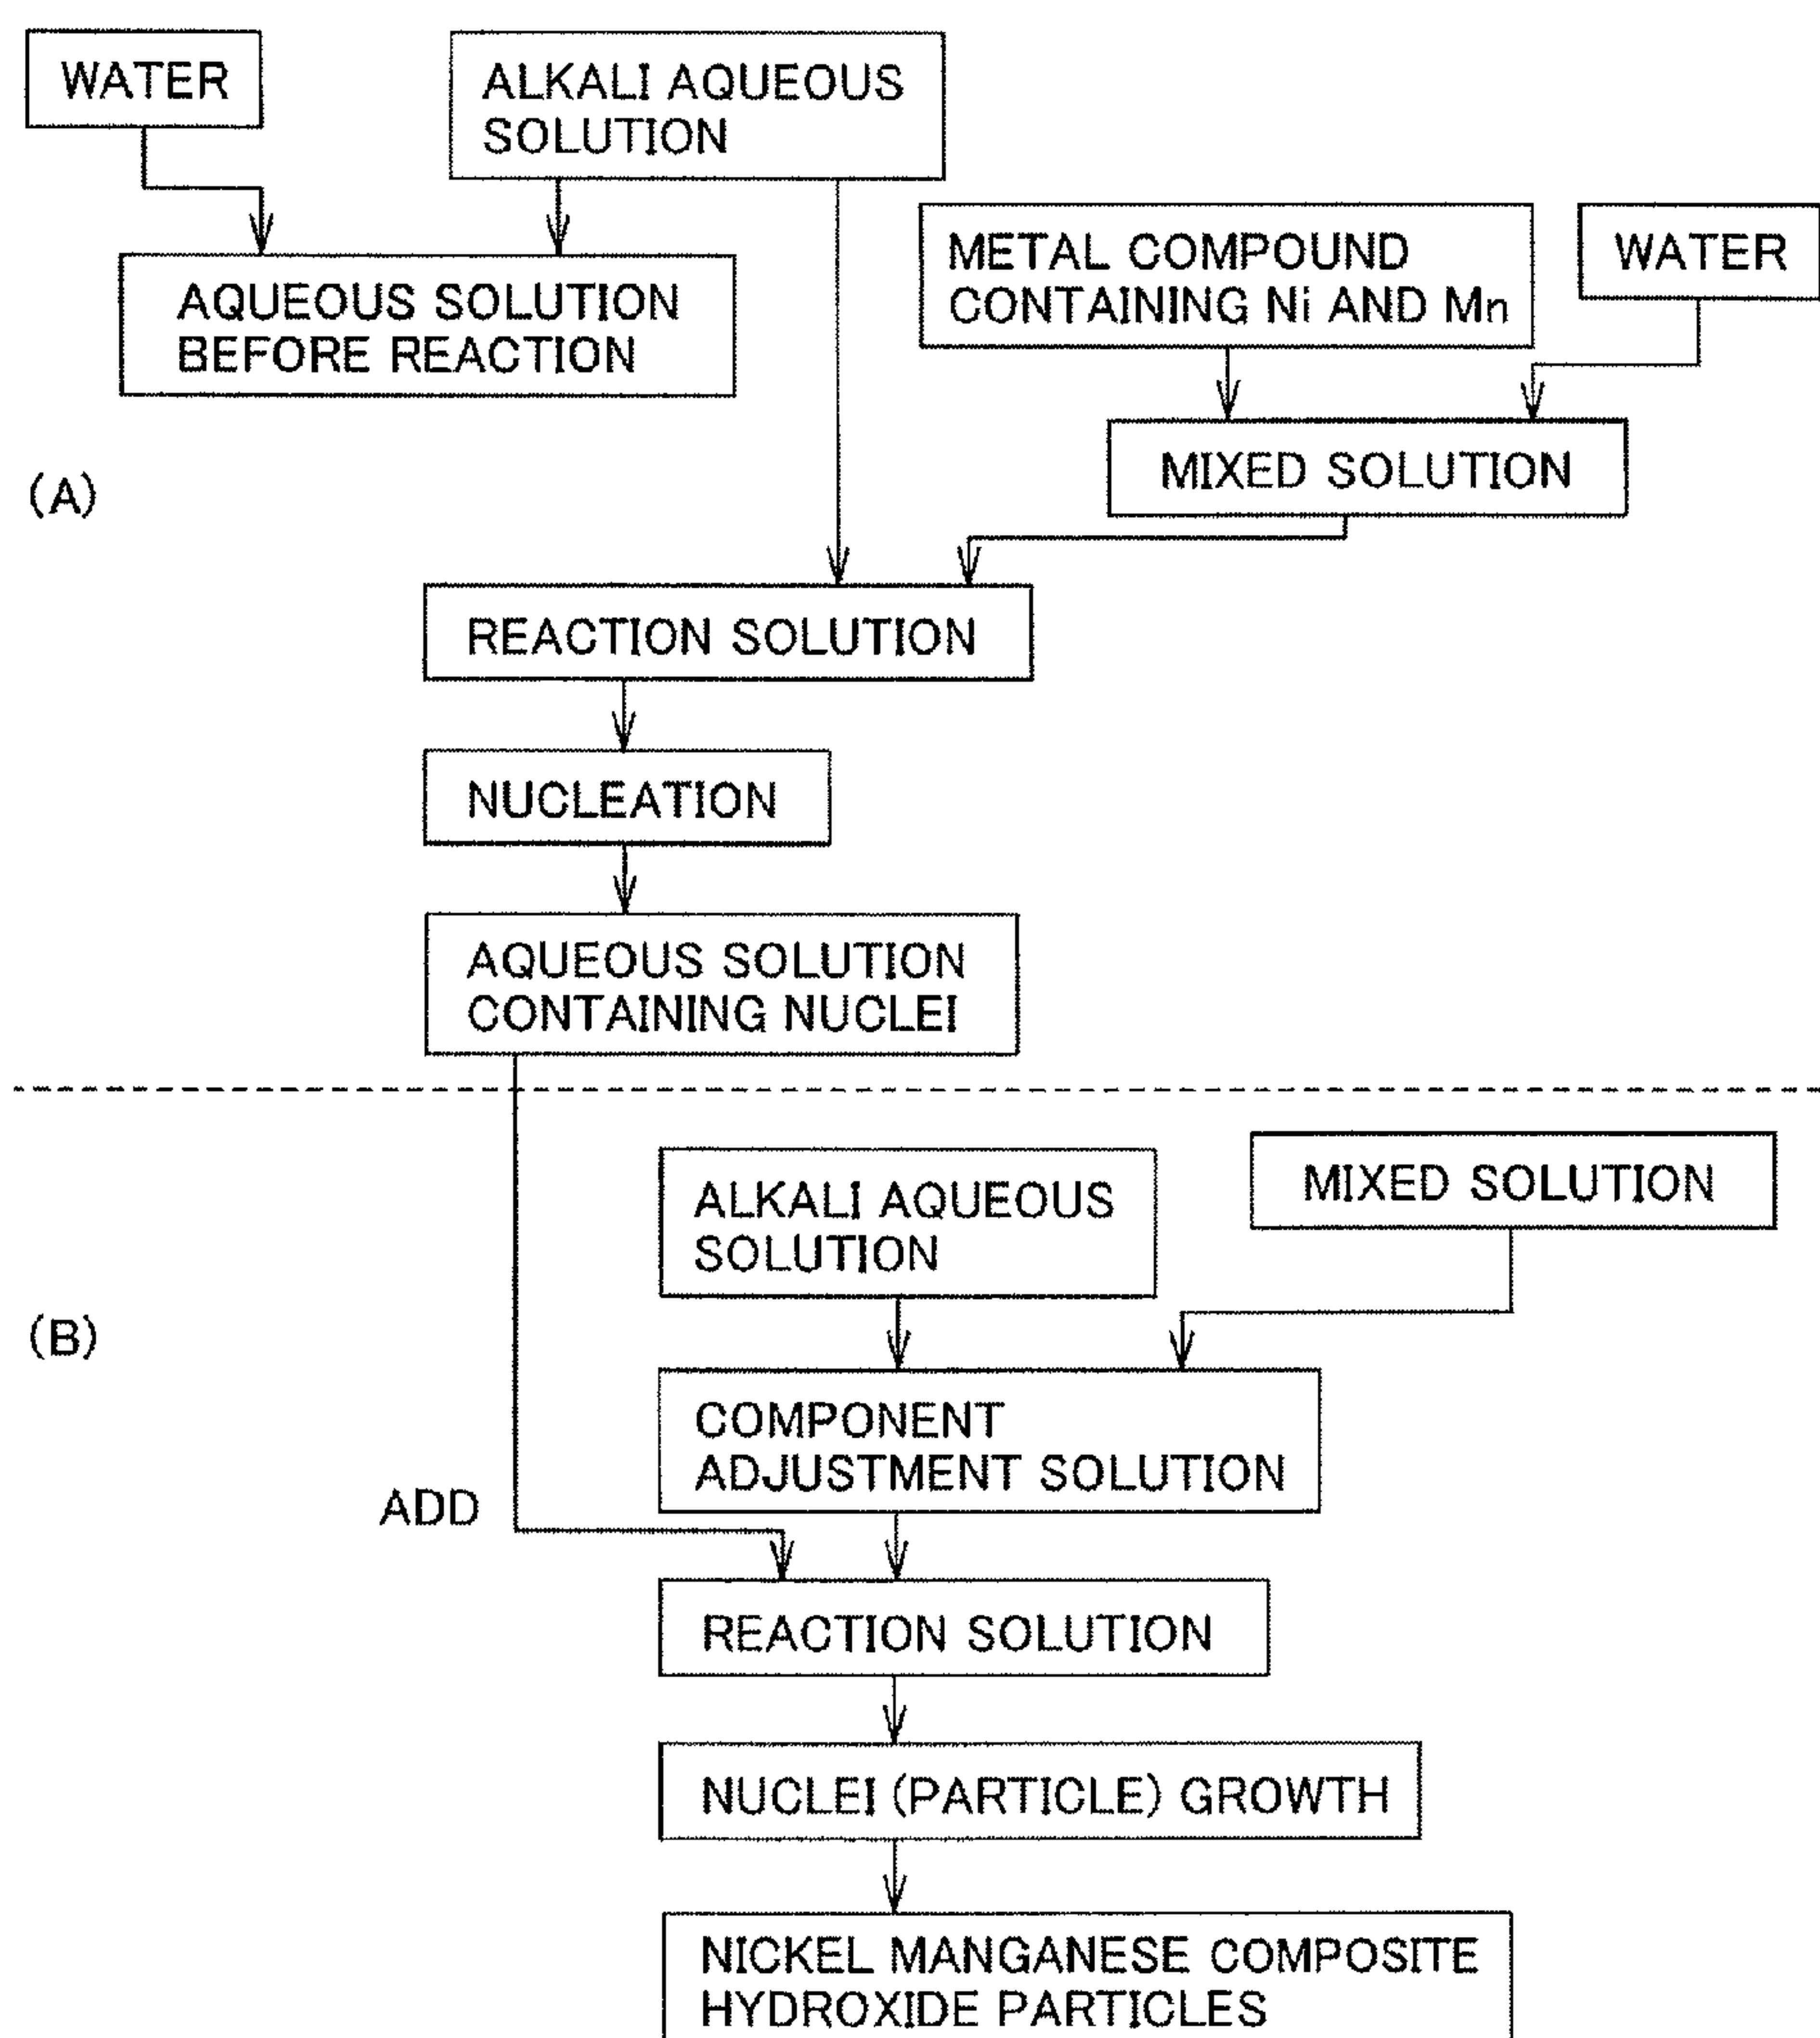 WATER
ALKALI AQUEOUS
SOLUTION
METAL COMPOUND
CONTAINING Ni AND Mn
WATER
AQUEOUS SOLUTION
BEFORE REACTION
MIXED SOLUTION
(A)
REACTION SOLUTION
NUCLEATION
AQUEOUS SOLUTION
CONTAINING NUCLEI
ALKALI AQUEOUS
SOLUTION
MIXED SOLUTION
(B)
COMPONENT
ADJUSTMENT SOLUTION
ADD
REACTION SOLUTION
NUCLEI (PARTICLE) GROWTH
NICKEL MANGANESE COMPOSITE
HYDROXIDE PARTICLES